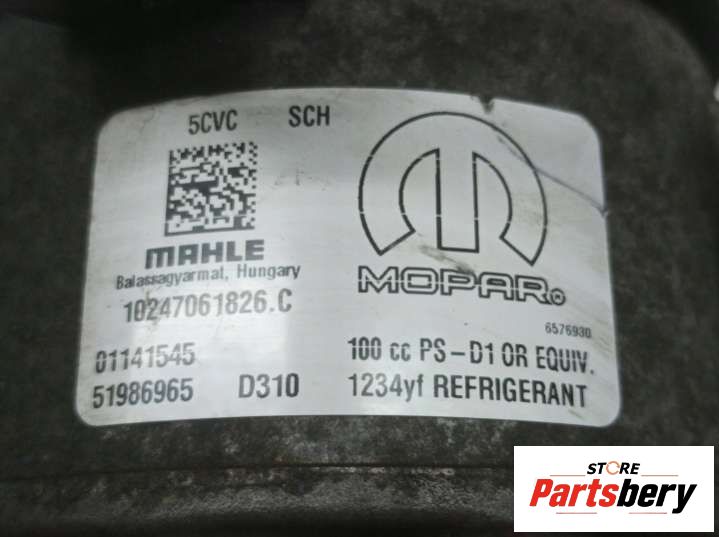 5CVC SCH
MAHLE
Balassagyarmat, Hungary
10247061826.C
01141545
51986965 D310
MOPAR®
6576930
100 cc PS-D1 OR EQUIV.
1234yf REFRIGERANT
STORE
Partsbery